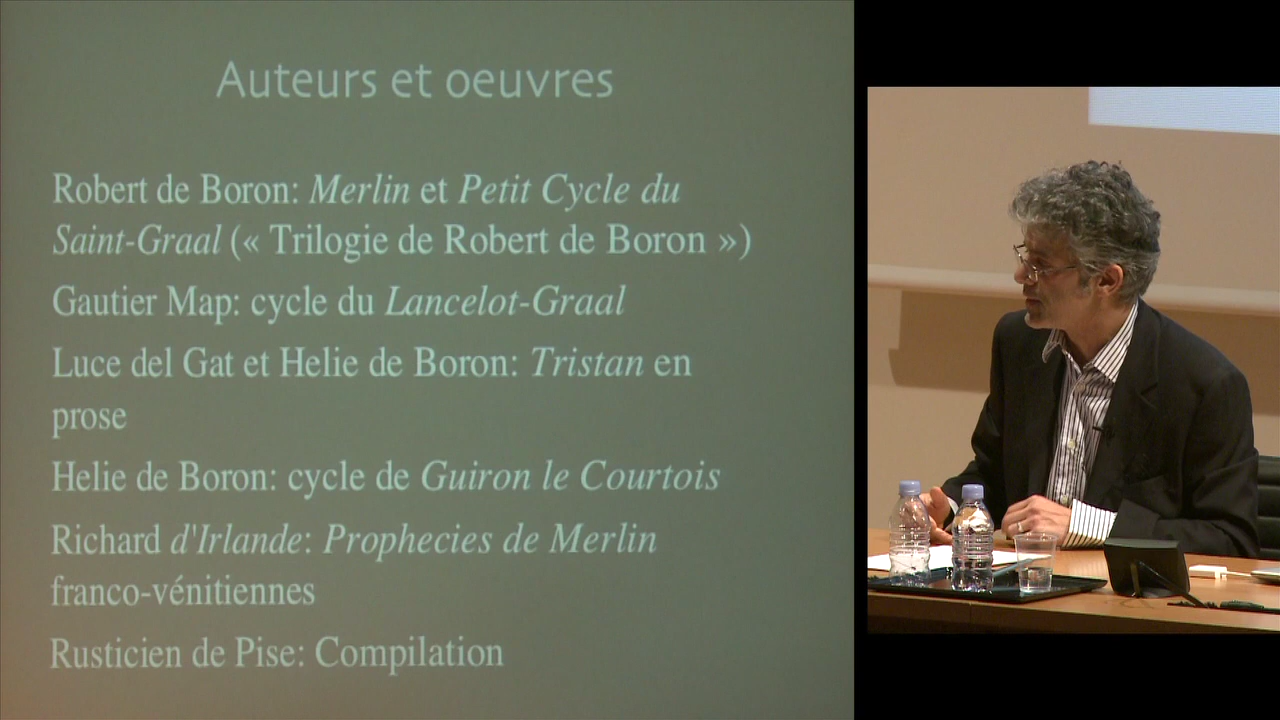 Auteurs et oeuvres
Robert de Boron: Merlin et Petit Cycle du
Saint-Graal (« Trilogie de Robert de Boron »)
Gautier Map: cycle du Lancelot-Graal
Luce del Gat et Helie de Boron: Tristan en
prose
Helie de Boron: cycle de Guiron le Courtois
Richard d'Irlande: Prophecies de Merlin
franco-vénitiennes
Rusticien de Pise: Compilation